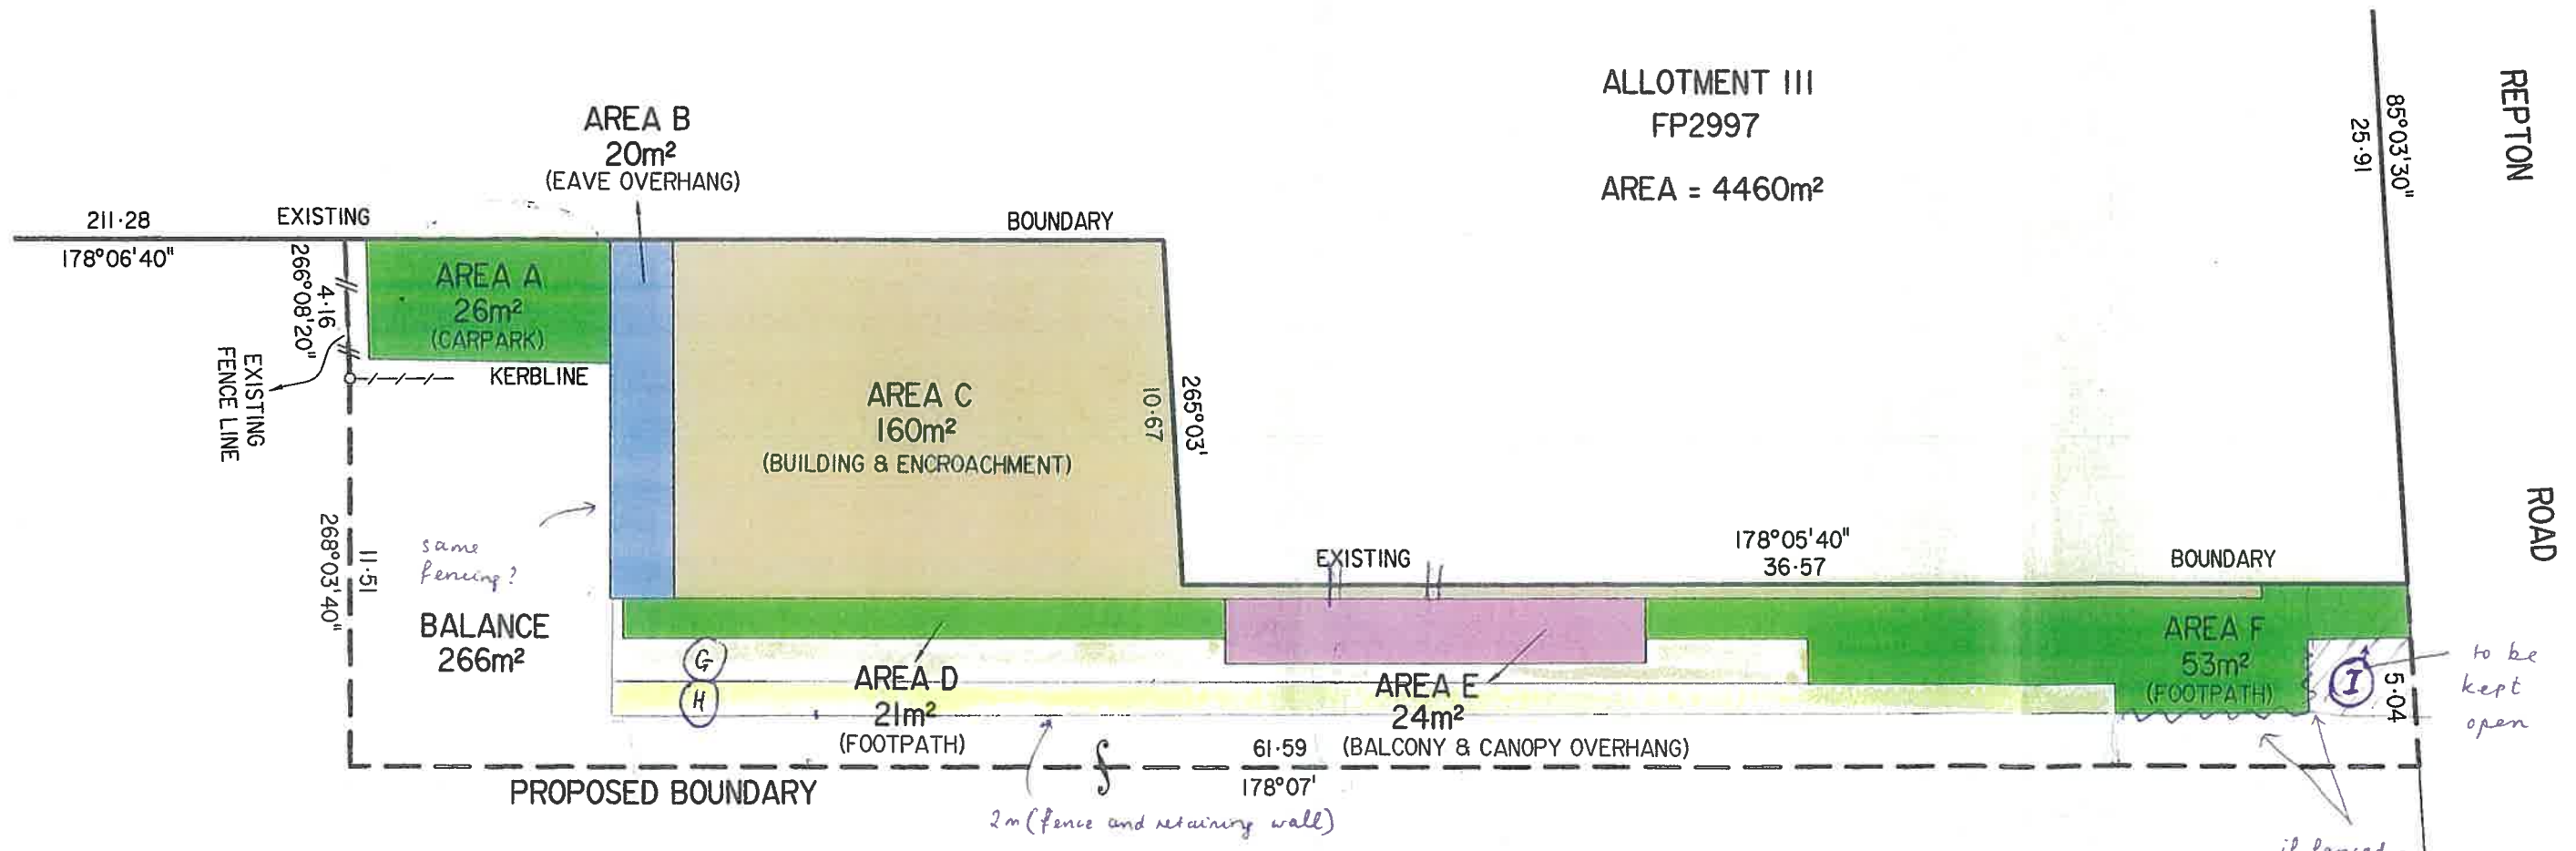 ALLOTMENT III
FP2997
AREA = 4460m²
REPTON
ROAD
85°03'30"
25·91
AREA B
20m²
(EAVE OVERHANG)
211·28
EXISTING
BOUNDARY
178°06'40"
266°08'20"
4·16
AREA A
26m²
(CARPARK)
KERBLINE
EXISTING
FENCE LINE
AREA C
160m²
(BUILDING & ENCROACHMENT)
10·67
265°03'
same
fencing?
268°03'40"
11·51
BALANCE
266m²
EXISTING
178°05'40"
36·57
BOUNDARY
G
H
AREA D
21m²
(FOOTPATH)
AREA E
24m²
(BALCONY & CANOPY OVERHANG)
AREA F
53m²
(FOOTPATH)
I
5·04
to be
kept
open
61·59
178°07'
PROPOSED BOUNDARY
2m (fence and retaining wall)